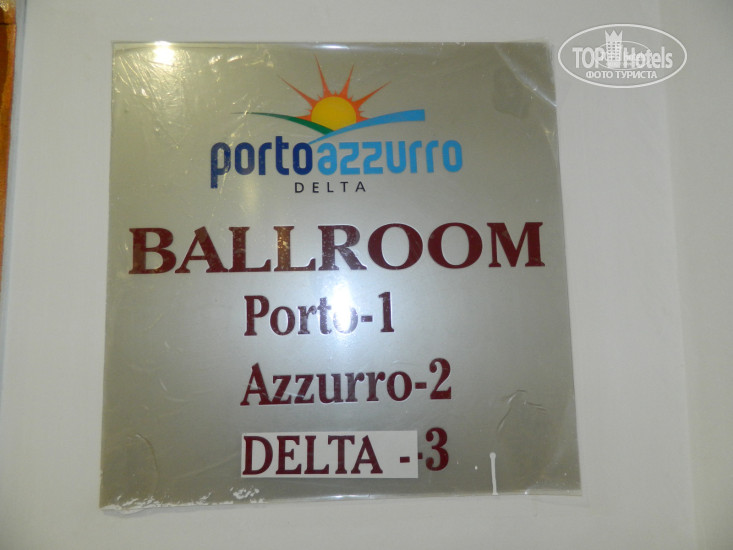 TOP Hotels
ФОТО ТУРИСТА
portoazzurro
DELTA
BALLROOM
Porto-1
Azzurro-2
DELTA --3